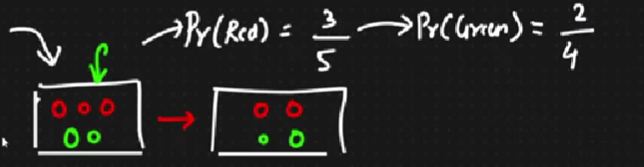 Pr(Red) = 3/5 → Pr(Green) = 2/4